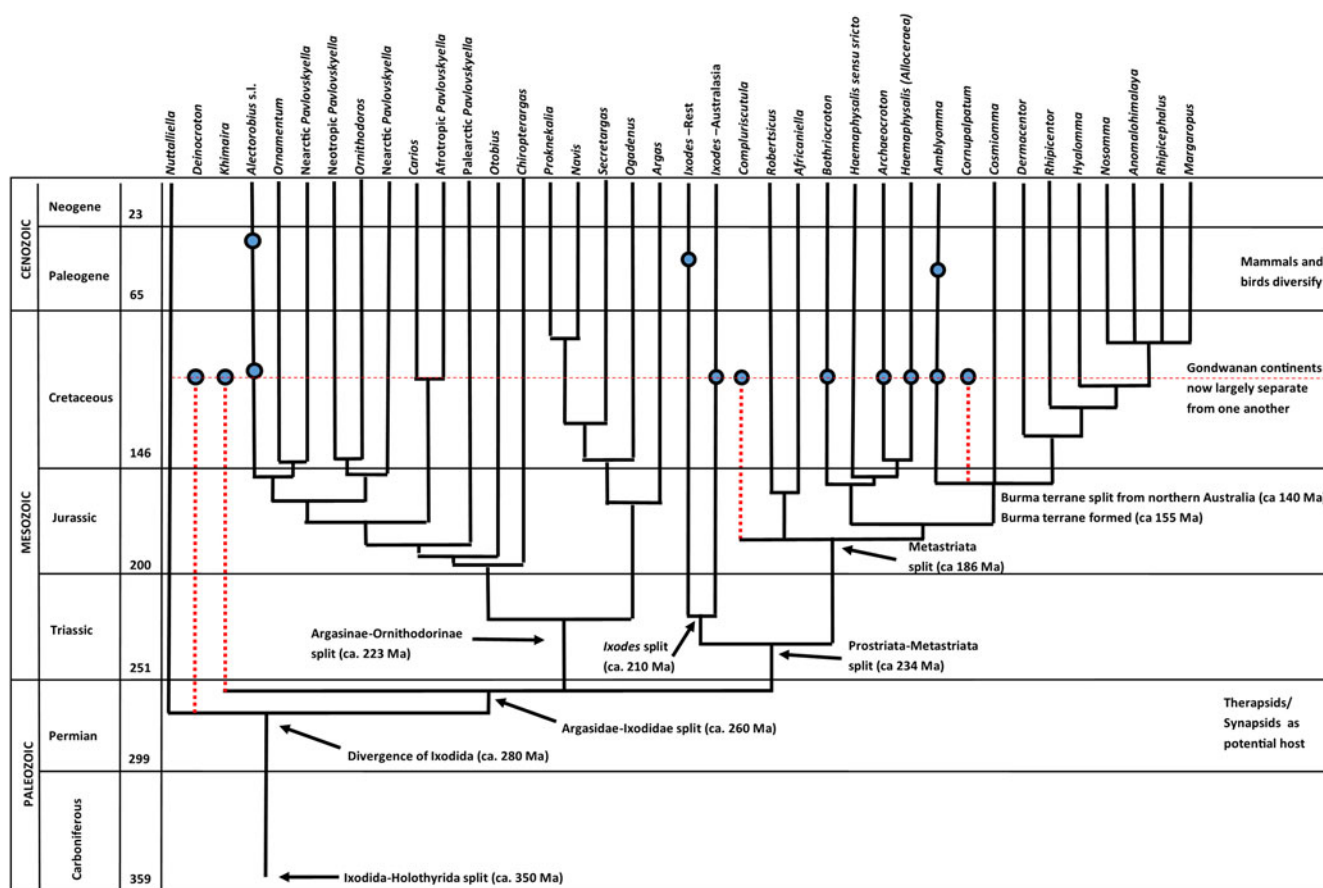 Nuttalliella
Deinocroton
Khimaira
Alectorobius s.l.
Ornamentum
Nearctic Pavlovskyella
Neotropic Pavlovskyella
Ornithodoros
Nearctic Pavlovskyella
Carios
Afrotropic Pavlovskyella
Palearctic Pavlovskyella
Otobius
Chiropterargas
Proknekalia
Navis
Secretargas
Ogadenus
Argas
Ixodes –Rest
Ixodes –Australasia
Compluriscutula
Robertsicus
Africaniella
Bothriocroton
Haemaphysalis sensu sricto
Archaeocroton
Haemaphysalis (Alloceraea)
Amblyomma
Cornupalpatum
Cosmiomma
Dermacentor
Rhipicentor
Hyalomma
Nosomma
Anomalohimalaya
Rhipicephalus
Margaropus
CENOZOIC
Neogene
23
Paleogene
65
Mammals and
birds diversify
MESOZOIC
Cretaceous
146
Gondwanan continents
now largely separate
from one another
Jurassic
200
Burma terrane split from northern Australia (ca 140 Ma)
Burma terrane formed (ca 155 Ma)
Metastriata
split (ca 186 Ma)
Triassic
251
Argasinae-Ornithodorinae
split (ca. 223 Ma)
Ixodes split
(ca. 210 Ma)
Prostriata-Metastriata
split (ca 234 Ma)
PALEOZOIC
Permian
299
Argasidae-Ixodidae split (ca. 260 Ma)
Divergence of Ixodida (ca. 280 Ma)
Therapsids/
Synapsids as
potential host
Carboniferous
359
Ixodida-Holothyrida split (ca. 350 Ma)